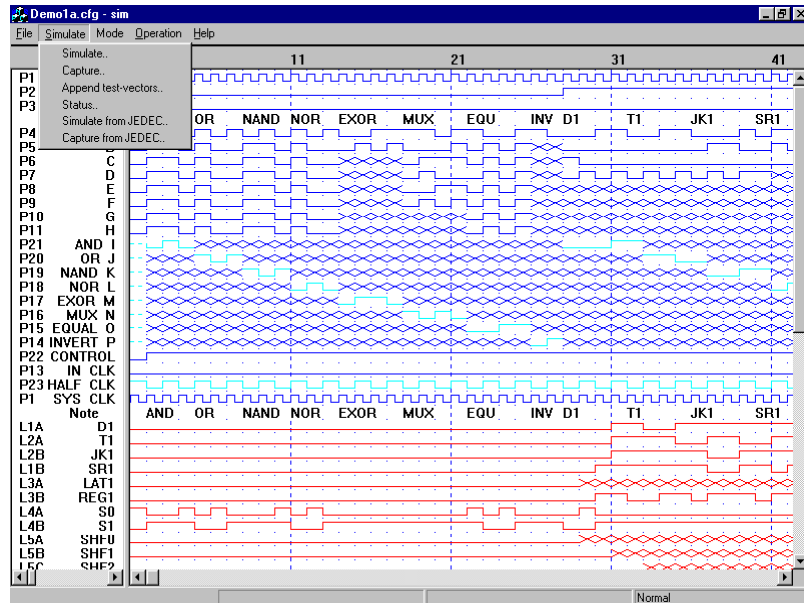 Demo1a.cfg - sim
File Simulate Mode Operation Help
Simulate..
Capture..
Append test-vectors..
Status..
Simulate from JEDEC..
Capture from JEDEC..
11 21 31 41
P1
P2
P3 OR NAND NOR EXOR MUX EQU INV D1 T1 JK1 SR1
P4
P5
P6 C
P7 D
P8 E
P9 F
P10 G
P11 H
P21 AND I
P20 OR J
P19 NAND K
P18 NOR L
P17 EXOR M
P16 MUX N
P15 EQUAL O
P14 INVERT P
P22 CONTROL
P13 IN CLK
P23 HALF CLK
P1 SYS CLK
Note AND OR NAND NOR EXOR MUX EQU INV D1 T1 JK1 SR1
L1A D1
L2A T1
L2B JK1
L1B SR1
L3A LAT1
L3B REG1
L4A S0
L4B S1
L5A SHF0
L5B SHF1
L5C SHF2
Normal